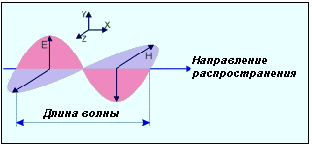 Y
X
Z
E
H
Направление
распространения
Длина волны